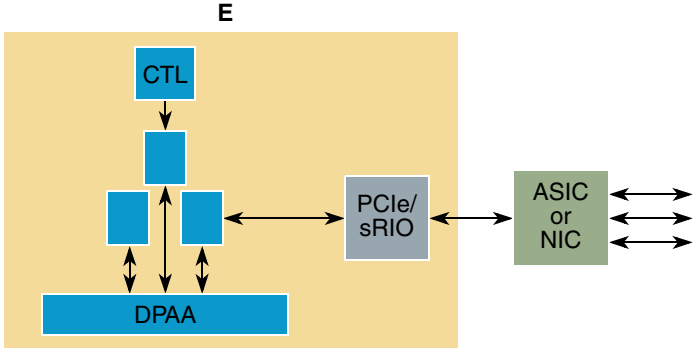 E
CTL
PCIe/
sRIO
ASIC
or
NIC
DPAA